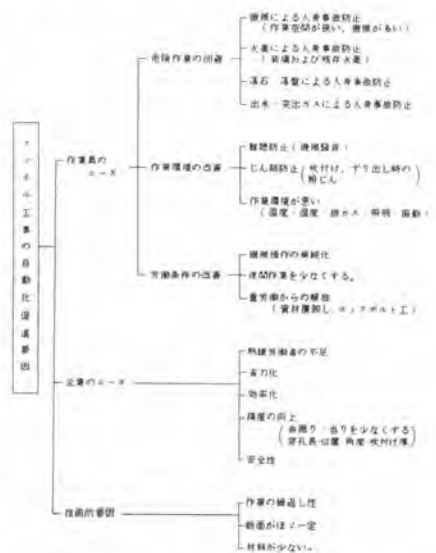 トンネル工事の自動化促進要因
作業員の
ニーズ
危険作業の回避
機械による人身事故防止
(作業空間が狭い、機械が多い)
火薬による人身事故防止
(装填および残存火薬)
落石・落盤による人身事故防止
出水・突出ガスによる人身事故防止
作業環境の改善
難聴防止(機械騒音)
じん肺防止(吹付け、ずり出し時の
粉じん)
作業環境が悪い
(温度・湿度・排ガス・照明・振動)
労働条件の改善
機械操作の単純化
夜間作業を少なくする。
重労働からの解放
(資材運搬し、ロックボルト工)
企業のニーズ
熟練労働者の不足
省力化
効率化
精度の向上
(余掘り・当りを少なくする
穿孔長・位置・角度・吹付け厚)
安全性
技術的要因
作業の繰返し性
断面がほぼ一定
材料が少ない。